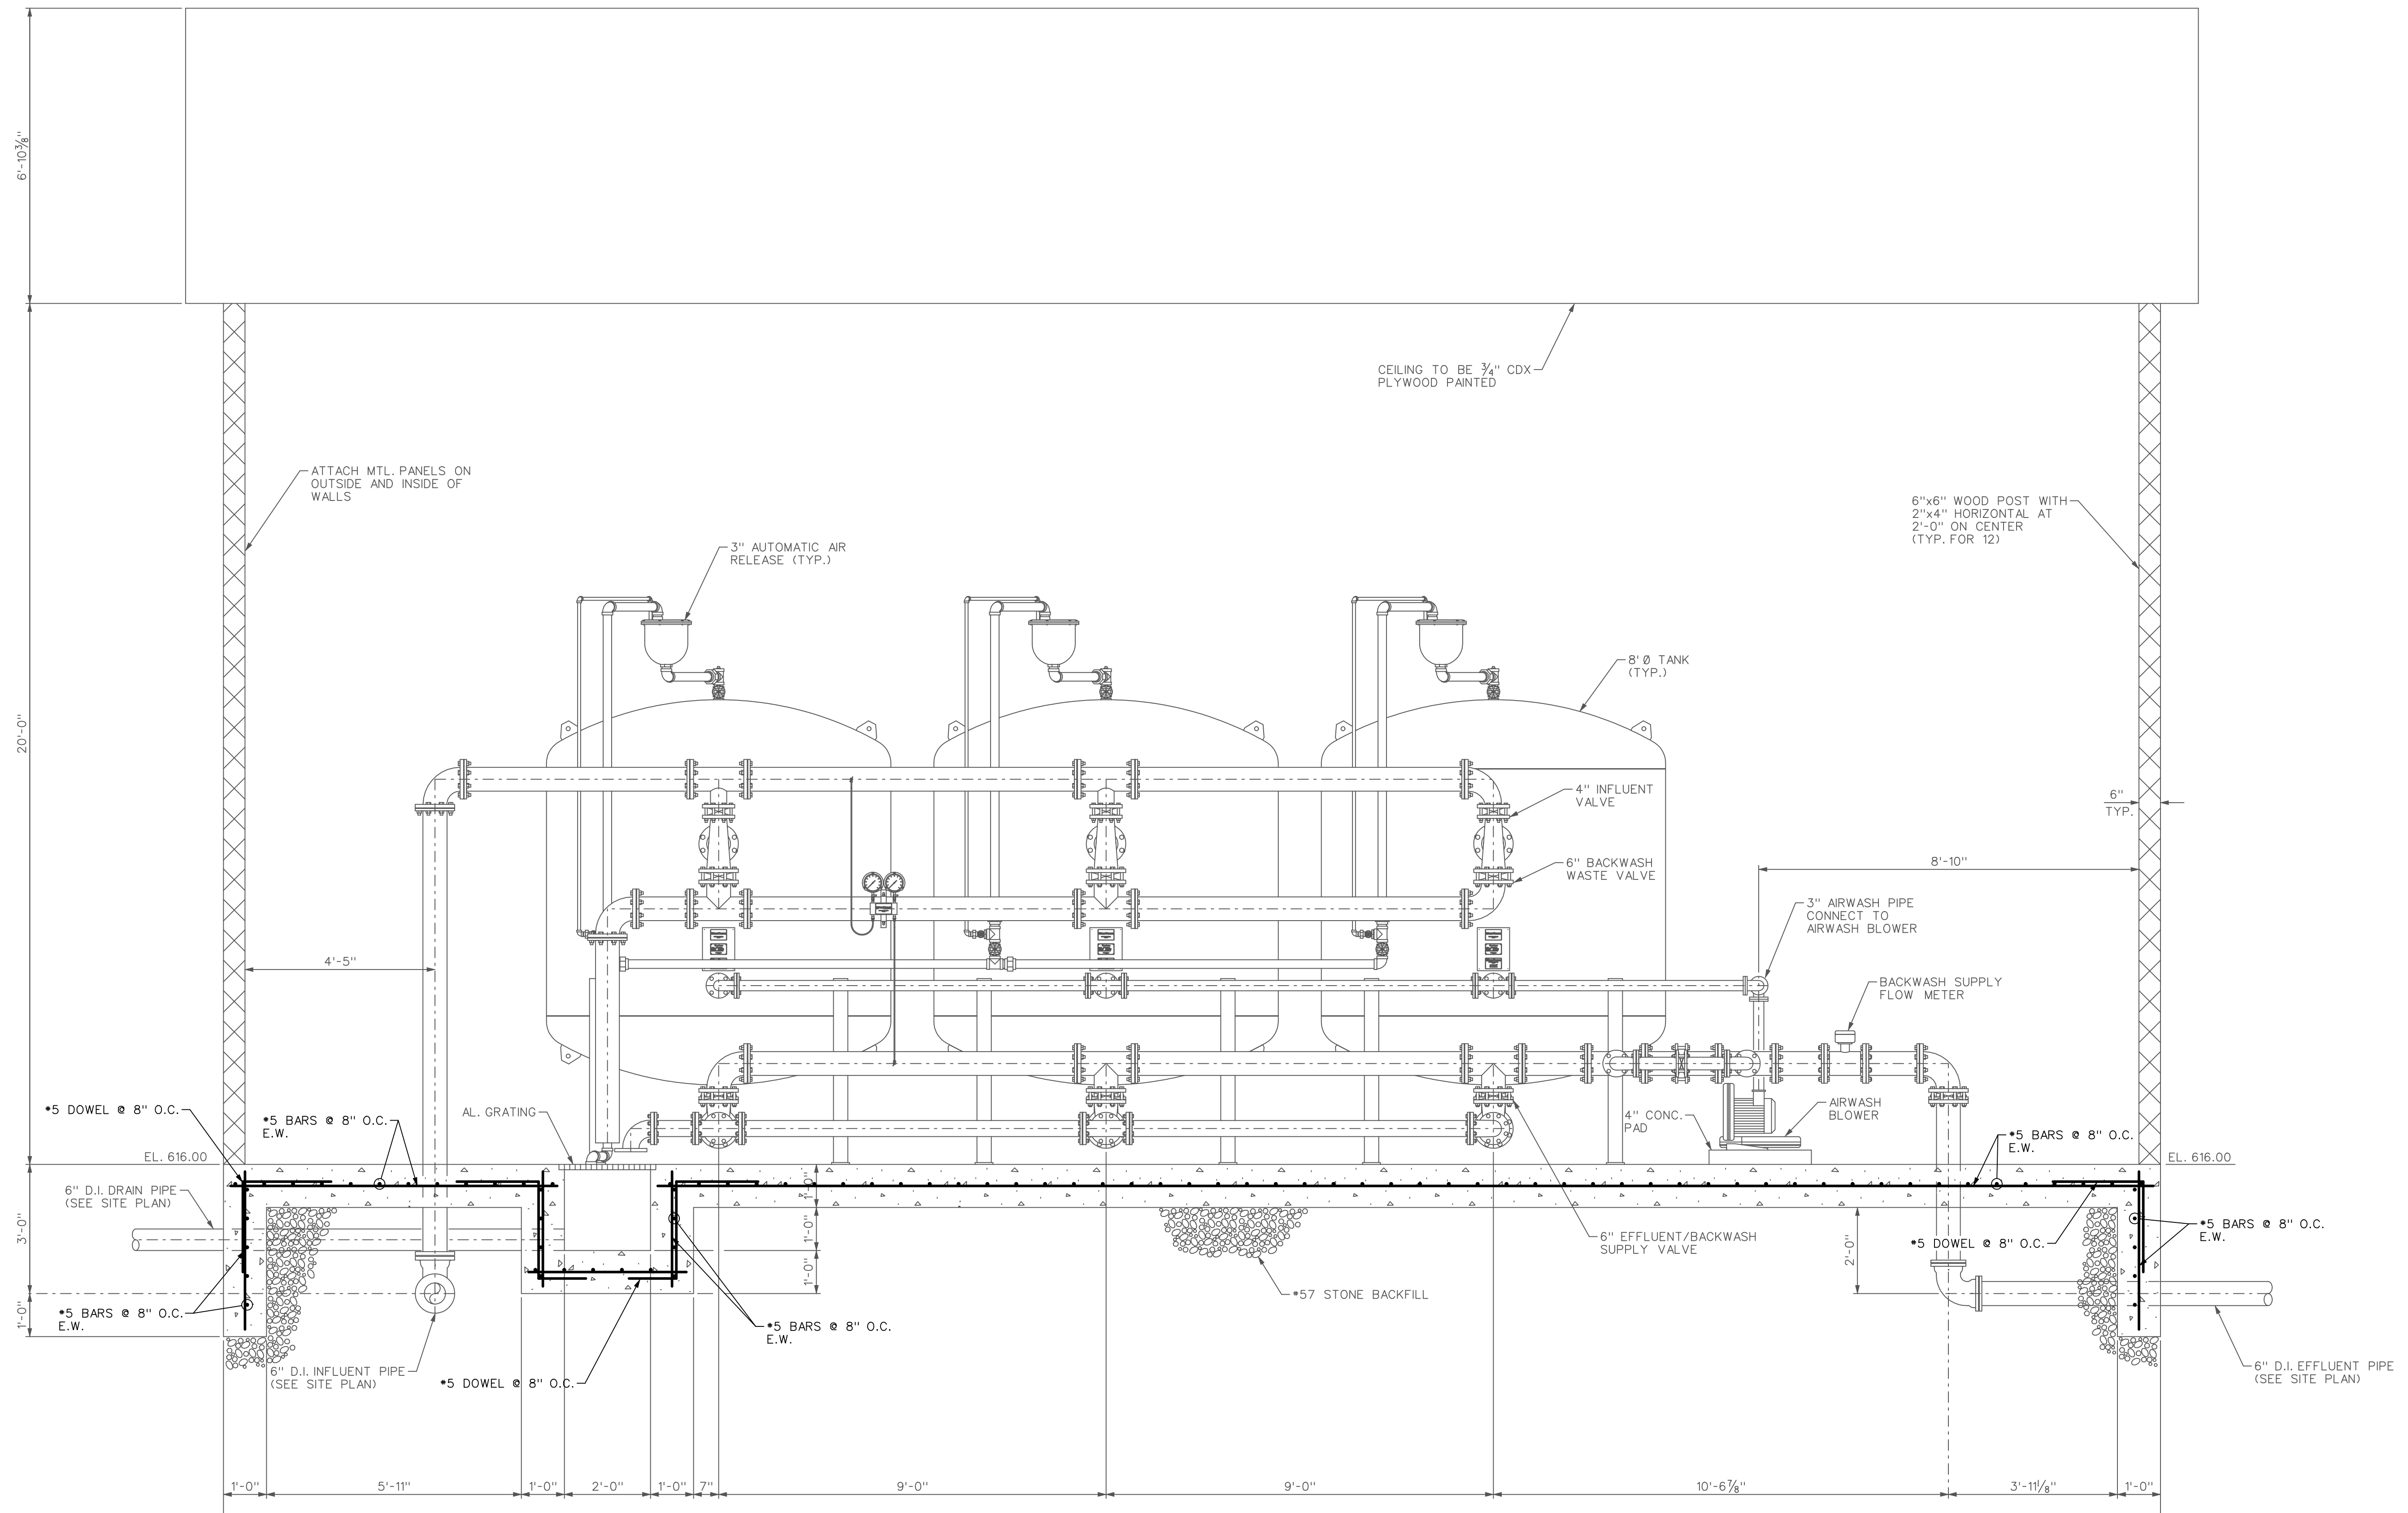 6'-10⅜"
CEILING TO BE ¾" CDX
PLYWOOD PAINTED
ATTACH MTL. PANELS ON
OUTSIDE AND INSIDE OF
WALLS
6"x6" WOOD POST WITH
2"x4" HORIZONTAL AT
2'-0" ON CENTER
(TYP. FOR 12)
3" AUTOMATIC AIR
RELEASE (TYP.)
8' Ø TANK
(TYP.)
20'-0"
4" INFLUENT
VALVE
6"
TYP.
6" BACKWASH
WASTE VALVE
8'-10"
3" AIRWASH PIPE
CONNECT TO
AIRWASH BLOWER
4'-5"
BACKWASH SUPPLY
FLOW METER
*5 DOWEL @ 8" O.C.
*5 BARS @ 8" O.C.
E.W.
AL. GRATING
4" CONC.
PAD
AIRWASH
BLOWER
*5 BARS @ 8" O.C.
E.W.
EL. 616.00
EL. 616.00
6" D.I. DRAIN PIPE
(SEE SITE PLAN)
3'-0"
1'-0"
1'-0"
1'-0"
6" EFFLUENT/BACKWASH
SUPPLY VALVE
2'-0"
*5 DOWEL @ 8" O.C.
*5 BARS @ 8" O.C.
E.W.
1'-0"
*5 BARS @ 8" O.C.
E.W.
*57 STONE BACKFILL
*5 BARS @ 8" O.C.
E.W.
6" D.I. INFLUENT PIPE
(SEE SITE PLAN)
*5 DOWEL @ 8" O.C.
6" D.I. EFFLUENT PIPE
(SEE SITE PLAN)
1'-0"
5'-11"
1'-0"
2'-0"
1'-0"
7"
9'-0"
9'-0"
10'-6⅞"
3'-11⅛"
1'-0"